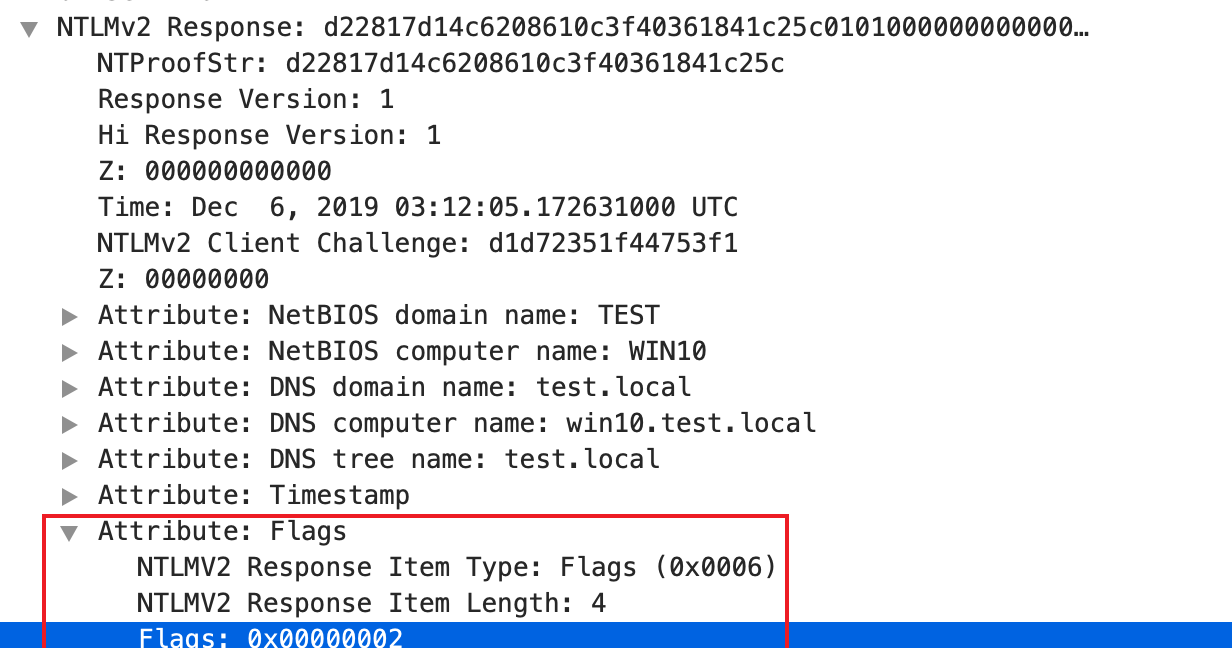 NTLMv2 Response: d22817d14c6208610c3f40361841c25c0101000000000000…
NTProofStr: d22817d14c6208610c3f40361841c25c
Response Version: 1
Hi Response Version: 1
Z: 000000000000
Time: Dec  6, 2019 03:12:05.172631000 UTC
NTLMv2 Client Challenge: d1d72351f44753f1
Z: 00000000
Attribute: NetBIOS domain name: TEST
Attribute: NetBIOS computer name: WIN10
Attribute: DNS domain name: test.local
Attribute: DNS computer name: win10.test.local
Attribute: DNS tree name: test.local
Attribute: Timestamp
Attribute: Flags
NTLMV2 Response Item Type: Flags (0x0006)
NTLMV2 Response Item Length: 4
Flags: 0x00000002